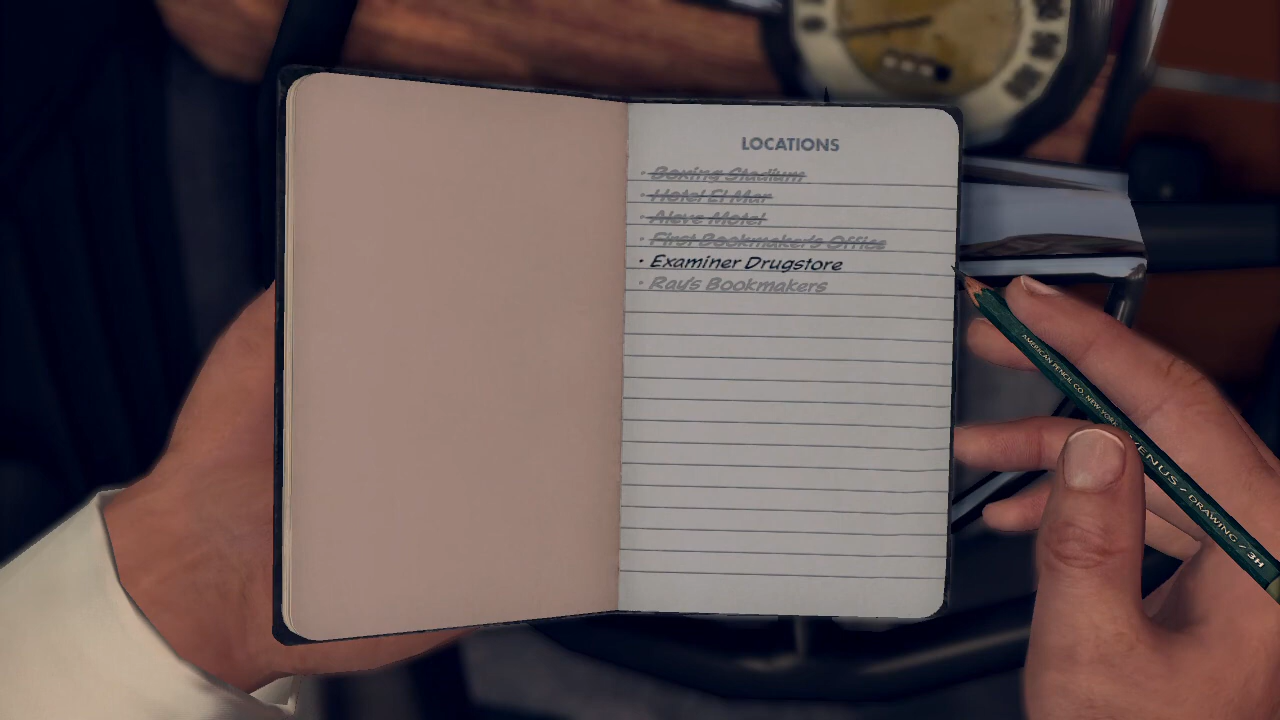 LOCATIONS
· Boxing Stadium
· Hotel El Mar
· Aleve Motel
· First Bookmaker's Office
· Examiner Drugstore
· Ray's Bookmakers
AMERICAN PENCIL CO. NEW YORK
VENUS / DRAWING / 3H